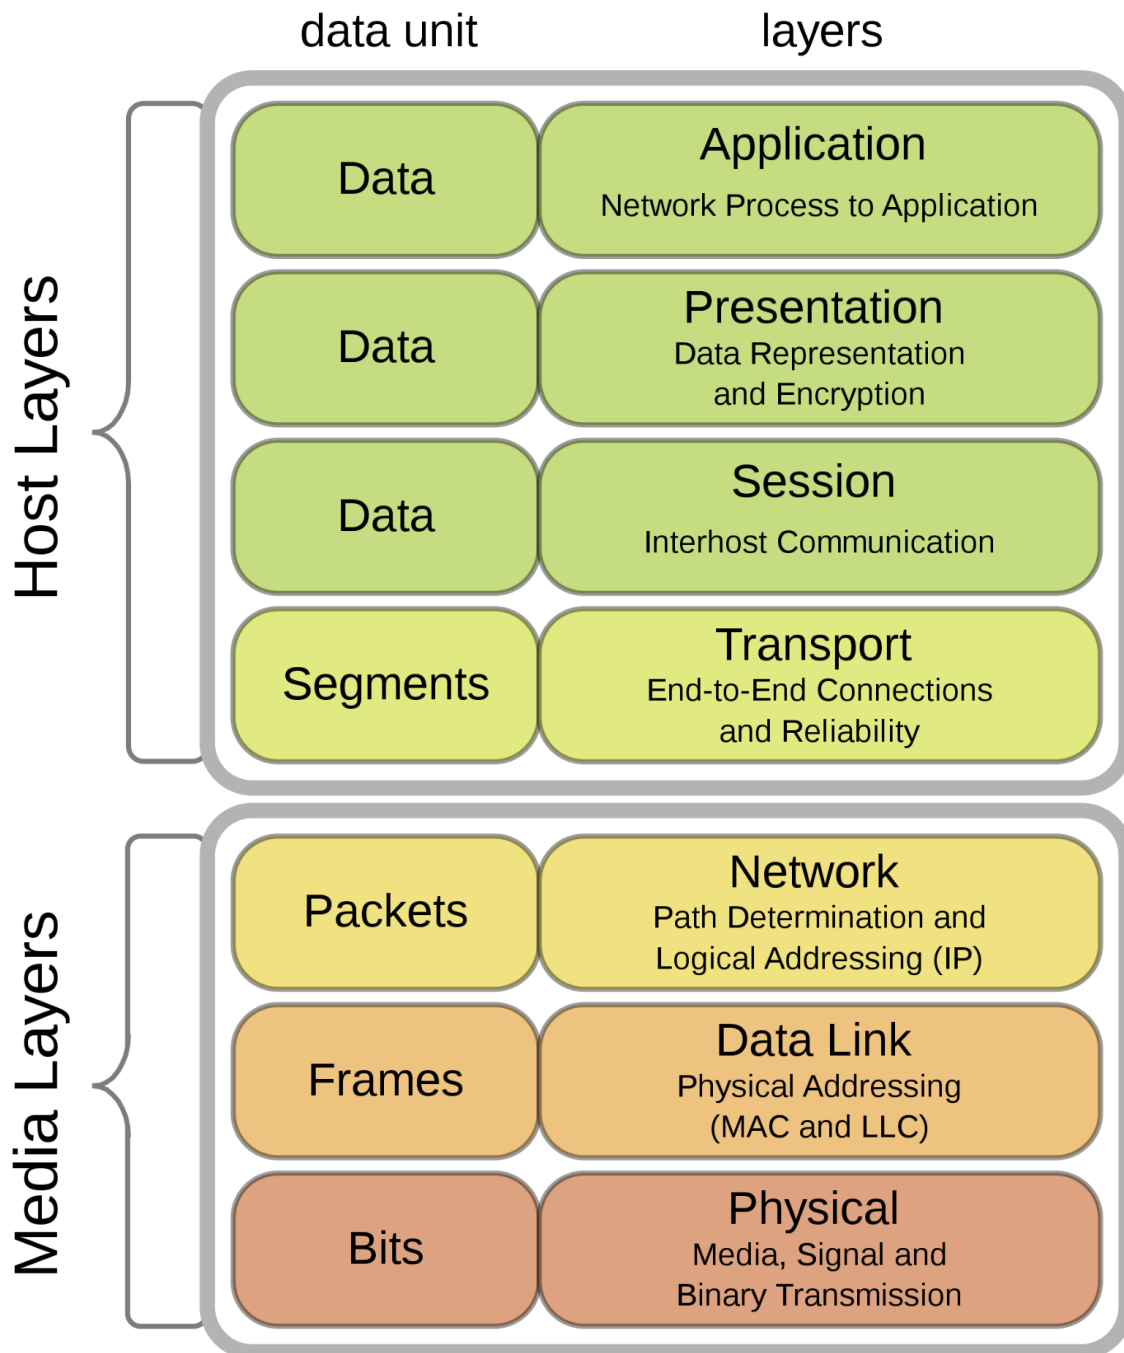 data unit
layers
Host Layers
Data
Application
Network Process to Application
Data
Presentation
Data Representation
and Encryption
Data
Session
Interhost Communication
Segments
Transport
End-to-End Connections
and Reliability
Media Layers
Packets
Network
Path Determination and
Logical Addressing (IP)
Frames
Data Link
Physical Addressing
(MAC and LLC)
Bits
Physical
Media, Signal and
Binary Transmission